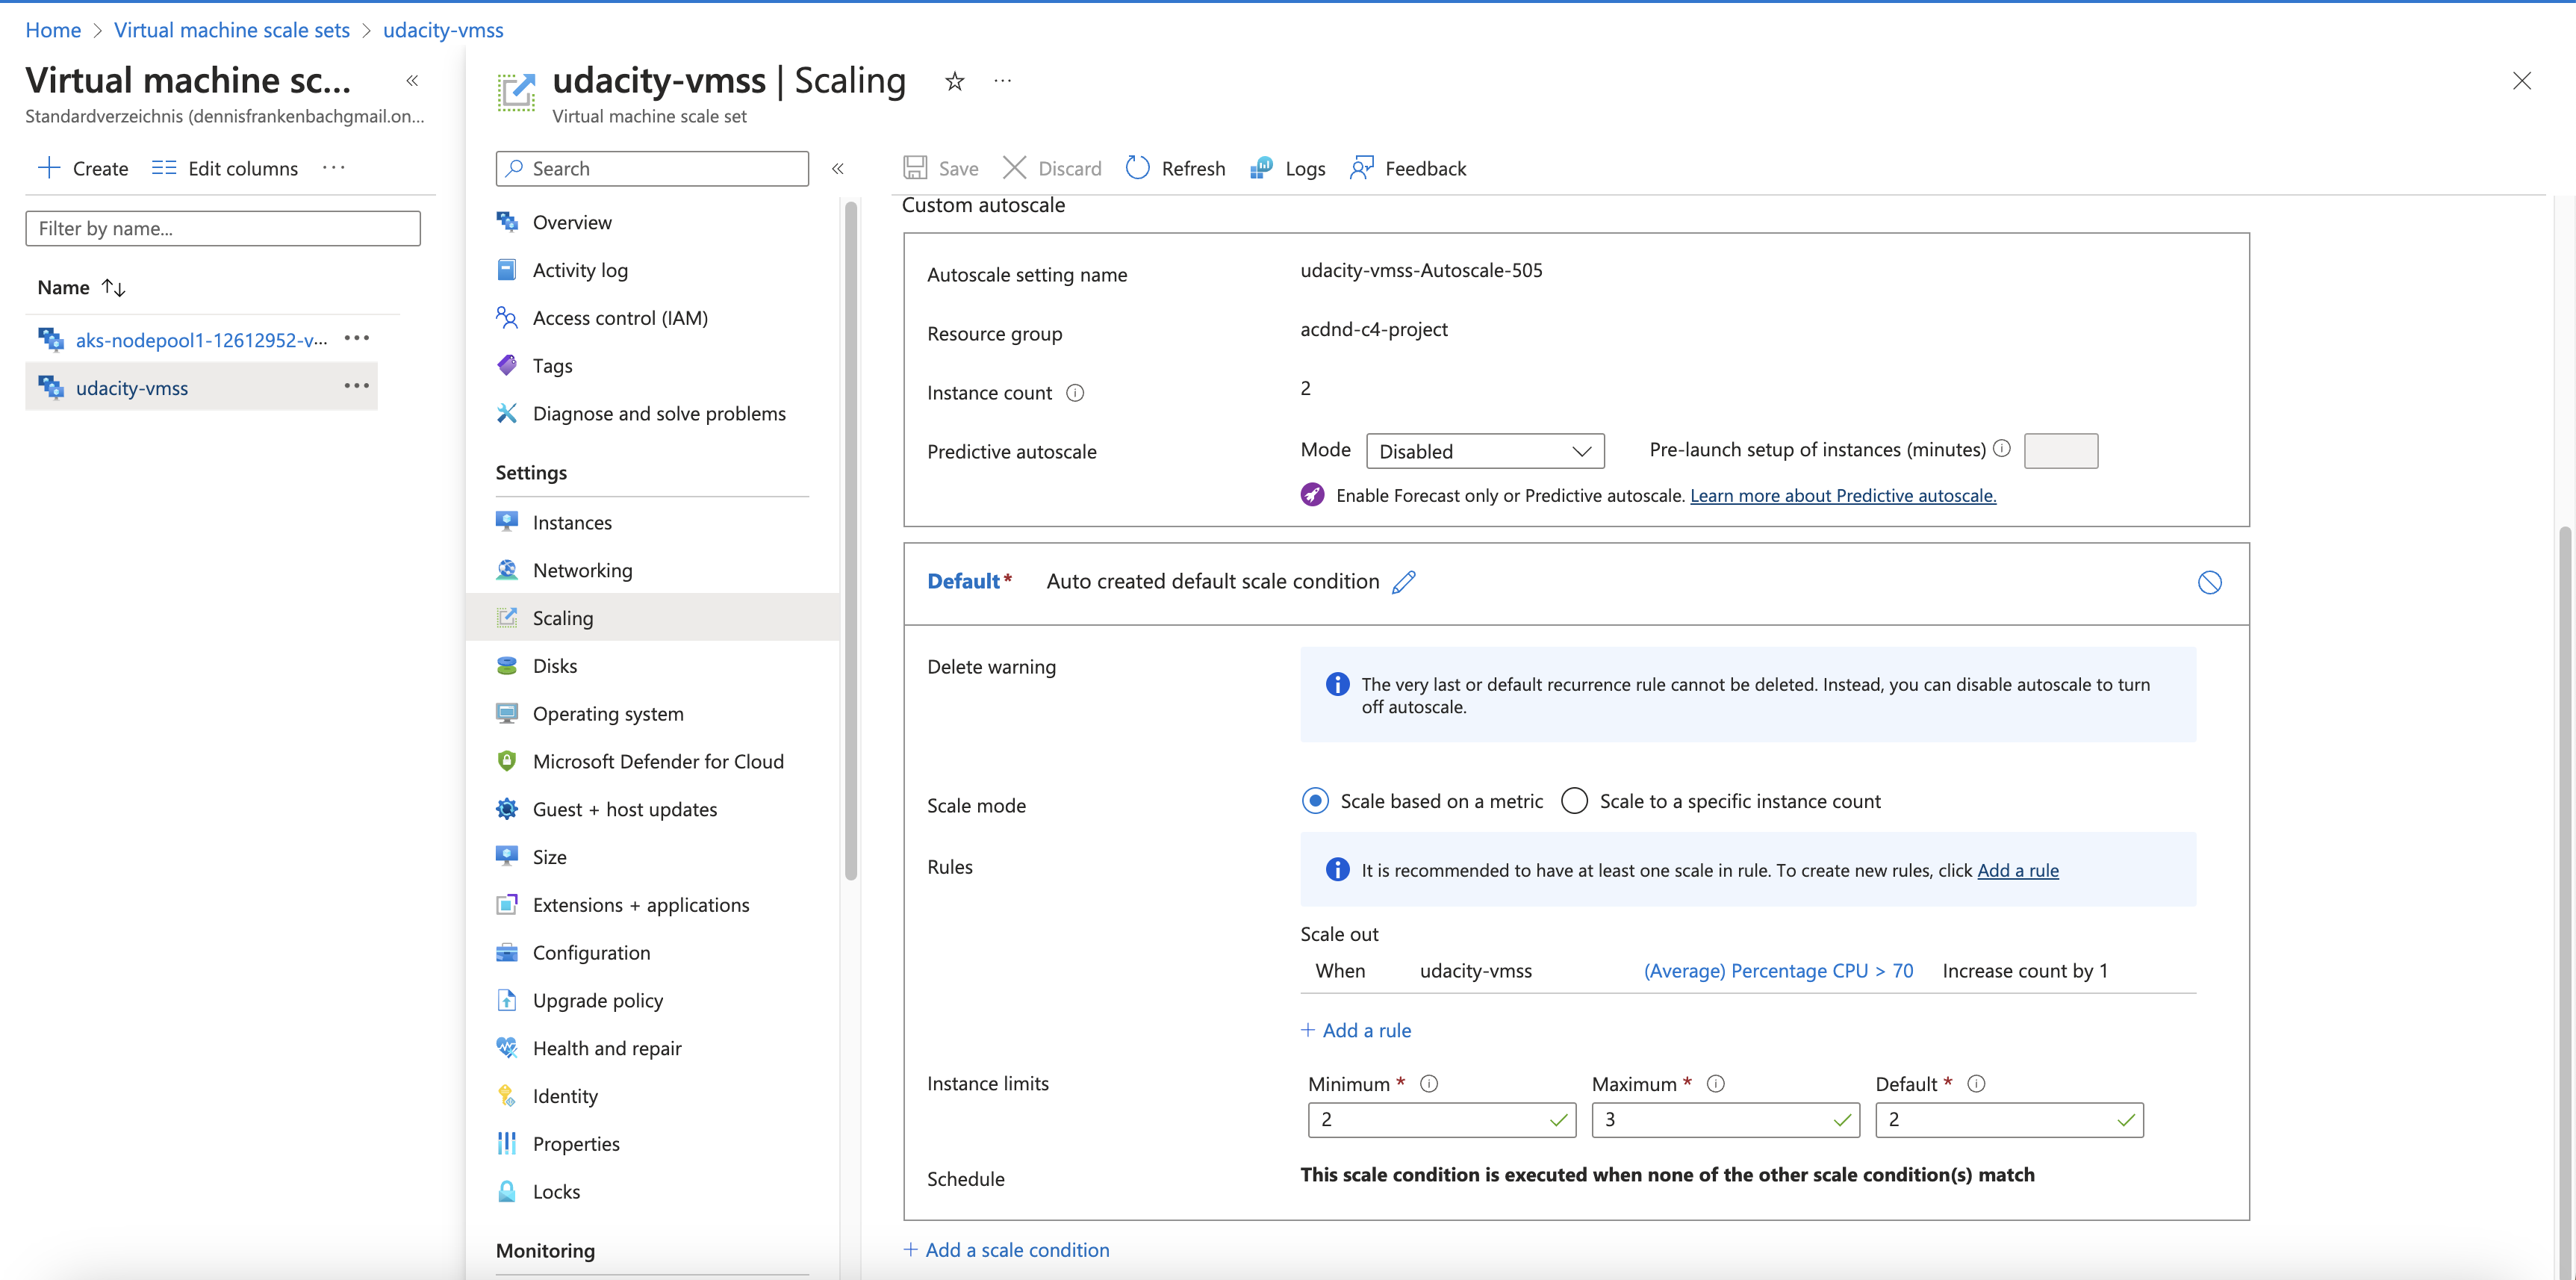 Home > Virtual machine scale sets > udacity-vmss
Virtual machine sc...
Standardverzeichnis (dennisfrankenbachgmail.on...
Create Edit columns ...
Filter by name...
Name
aks-nodepool1-12612952-v...
udacity-vmss
udacity-vmss | Scaling
Virtual machine scale set
Search
Overview
Activity log
Access control (IAM)
Tags
Diagnose and solve problems
Settings
Instances
Networking
Scaling
Disks
Operating system
Microsoft Defender for Cloud
Guest + host updates
Size
Extensions + applications
Configuration
Upgrade policy
Health and repair
Identity
Properties
Locks
Monitoring
Save Discard Refresh Logs Feedback
Custom autoscale
Autoscale setting name udacity-vmss-Autoscale-505
Resource group acdnd-c4-project
Instance count 2
Predictive autoscale Mode Disabled Pre-launch setup of instances (minutes)
Enable Forecast only or Predictive autoscale. Learn more about Predictive autoscale.
Default* Auto created default scale condition
Delete warning
The very last or default recurrence rule cannot be deleted. Instead, you can disable autoscale to turn
off autoscale.
Scale mode Scale based on a metric Scale to a specific instance count
Rules It is recommended to have at least one scale in rule. To create new rules, click Add a rule
Scale out
When udacity-vmss (Average) Percentage CPU > 70 Increase count by 1
+ Add a rule
Instance limits Minimum * Maximum * Default *
2 3 2
Schedule This scale condition is executed when none of the other scale condition(s) match
+ Add a scale condition